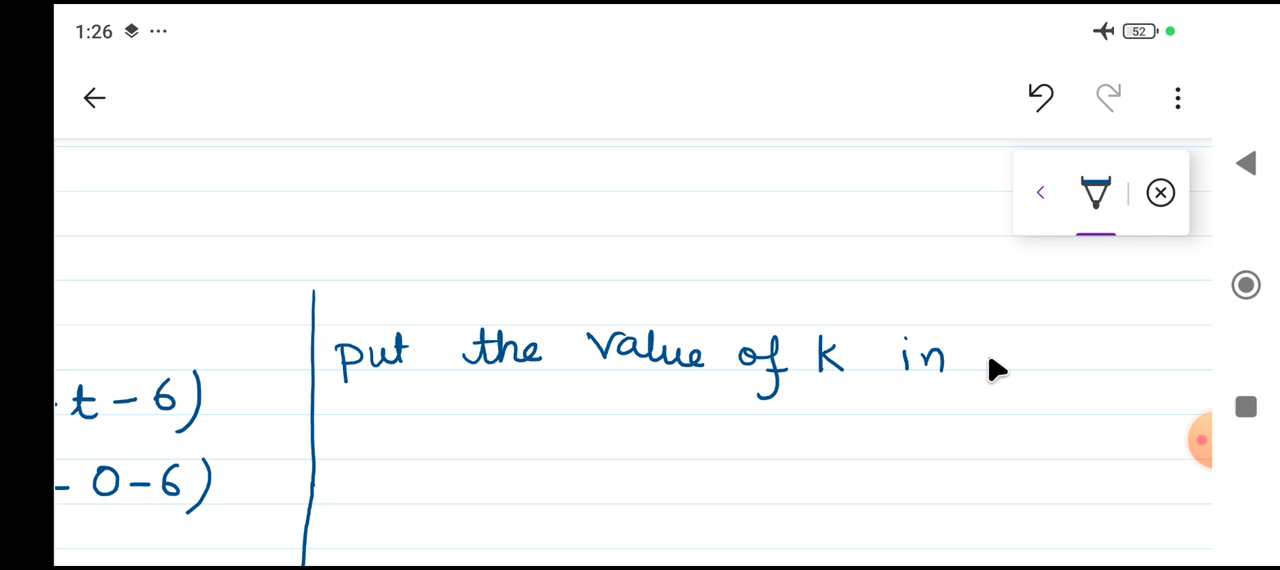 1:26 ...
52
put the value of k in
t - 6)
- 0 - 6)